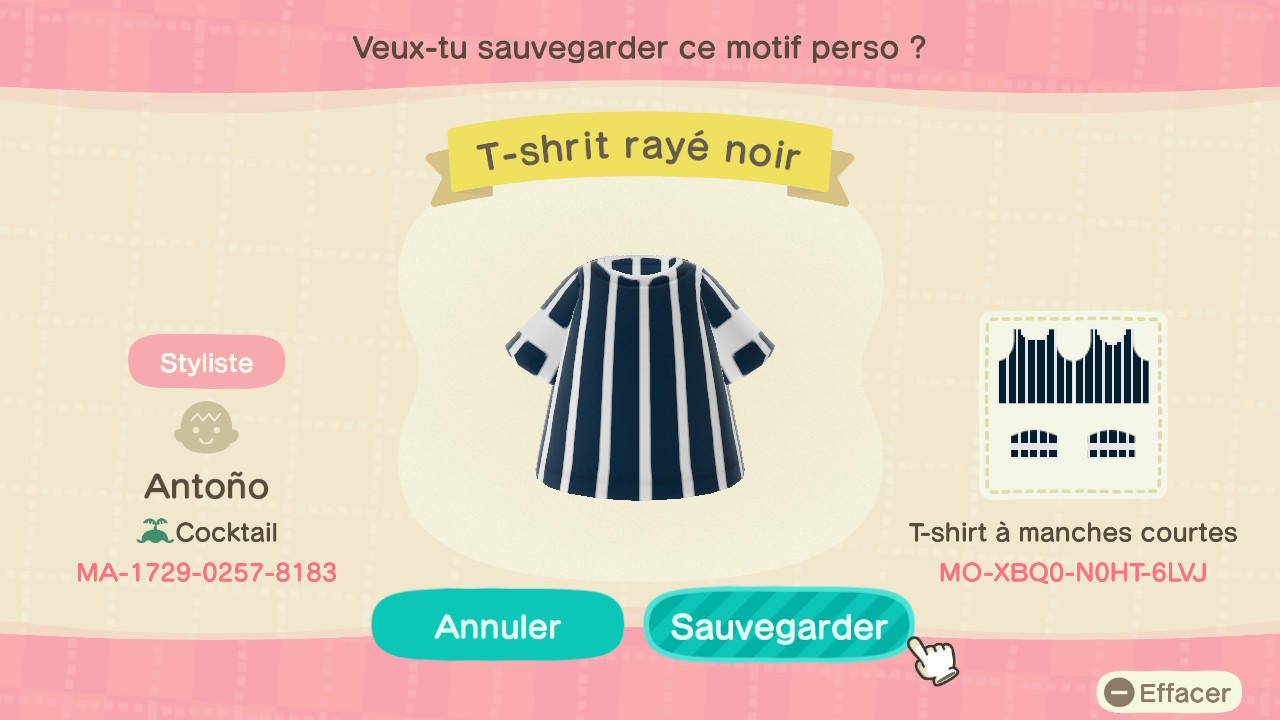 Veux-tu sauvegarder ce motif perso ?
T-shrit rayé noir
Styliste
Antoño
Cocktail
MA-1729-0257-8183
T-shirt à manches courtes
MO-XBQ0-N0HT-6LVJ
Annuler
Sauvegarder
Effacer